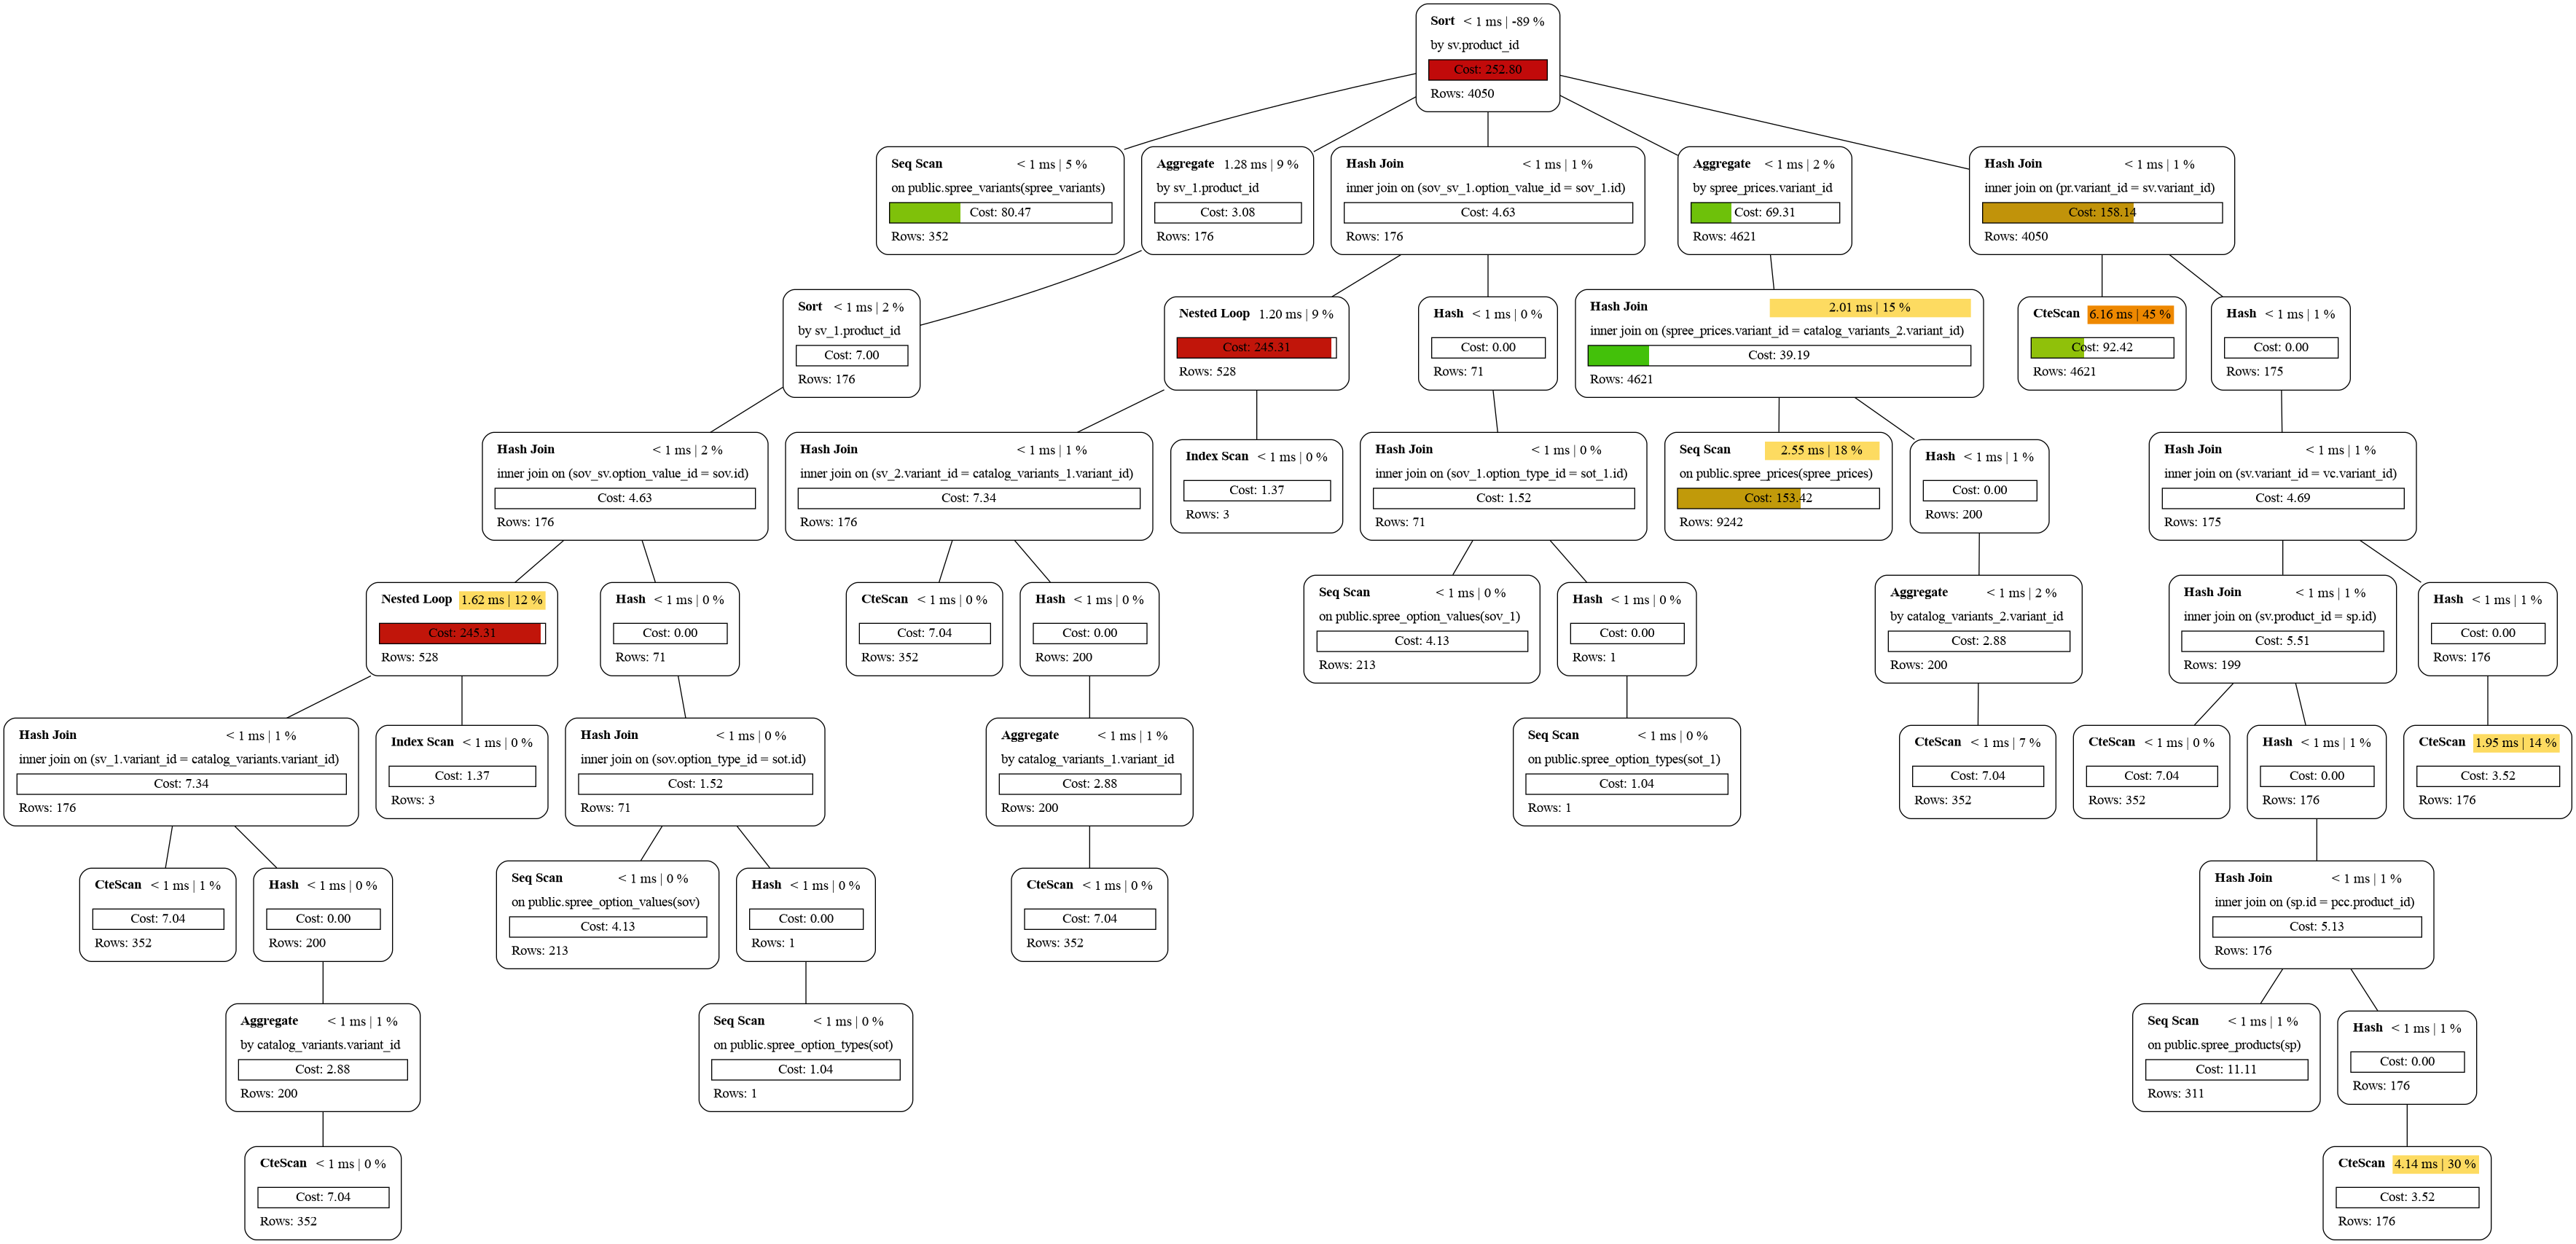 Sort < 1 ms | -89 %
by sv.product_id
Cost: 252.80
Rows: 4050
Seq Scan < 1 ms | 5 %
on public.spree_variants(spree_variants)
Cost: 80.47
Rows: 352
Aggregate 1.28 ms | 9 %
by sv_1.product_id
Cost: 3.08
Rows: 176
Hash Join < 1 ms | 1 %
inner join on (sov_sv_1.option_value_id = sov_1.id)
Cost: 4.63
Rows: 176
Aggregate < 1 ms | 2 %
by spree_prices.variant_id
Cost: 69.31
Rows: 4621
Hash Join < 1 ms | 1 %
inner join on (pr.variant_id = sv.variant_id)
Cost: 158.14
Rows: 4050
Sort < 1 ms | 2 %
by sv_1.product_id
Cost: 7.00
Rows: 176
Nested Loop 1.20 ms | 9 %
Cost: 245.31
Rows: 528
Hash < 1 ms | 0 %
Cost: 0.00
Rows: 71
Hash Join 2.01 ms | 15 %
inner join on (spree_prices.variant_id = catalog_variants_2.variant_id)
Cost: 39.19
Rows: 4621
CteScan 6.16 ms | 45 %
Cost: 92.42
Rows: 4621
Hash < 1 ms | 1 %
Cost: 0.00
Rows: 175
Hash Join < 1 ms | 2 %
inner join on (sov_sv.option_value_id = sov.id)
Cost: 4.63
Rows: 176
Hash Join < 1 ms | 1 %
inner join on (sv_2.variant_id = catalog_variants_1.variant_id)
Cost: 7.34
Rows: 176
Index Scan < 1 ms | 0 %
Cost: 1.37
Rows: 3
Hash Join < 1 ms | 0 %
inner join on (sov_1.option_type_id = sot_1.id)
Cost: 1.52
Rows: 71
Seq Scan 2.55 ms | 18 %
on public.spree_prices(spree_prices)
Cost: 153.42
Rows: 9242
Hash < 1 ms | 1 %
Cost: 0.00
Rows: 200
Hash Join < 1 ms | 1 %
inner join on (sv.variant_id = vc.variant_id)
Cost: 4.69
Rows: 175
Nested Loop 1.62 ms | 12 %
Cost: 245.31
Rows: 528
Hash < 1 ms | 0 %
Cost: 0.00
Rows: 71
CteScan < 1 ms | 0 %
Cost: 7.04
Rows: 352
Hash < 1 ms | 0 %
Cost: 0.00
Rows: 200
Seq Scan < 1 ms | 0 %
on public.spree_option_values(sov_1)
Cost: 4.13
Rows: 213
Hash < 1 ms | 0 %
Cost: 0.00
Rows: 1
Aggregate < 1 ms | 2 %
by catalog_variants_2.variant_id
Cost: 2.88
Rows: 200
Hash Join < 1 ms | 1 %
inner join on (sv.product_id = sp.id)
Cost: 5.51
Rows: 199
Hash < 1 ms | 1 %
Cost: 0.00
Rows: 176
Hash Join < 1 ms | 1 %
inner join on (sv_1.variant_id = catalog_variants.variant_id)
Cost: 7.34
Rows: 176
Index Scan < 1 ms | 0 %
Cost: 1.37
Rows: 3
Hash Join < 1 ms | 0 %
inner join on (sov.option_type_id = sot.id)
Cost: 1.52
Rows: 71
Aggregate < 1 ms | 1 %
by catalog_variants_1.variant_id
Cost: 2.88
Rows: 200
Seq Scan < 1 ms | 0 %
on public.spree_option_types(sot_1)
Cost: 1.04
Rows: 1
CteScan < 1 ms | 7 %
Cost: 7.04
Rows: 352
CteScan < 1 ms | 0 %
Cost: 7.04
Rows: 352
Hash < 1 ms | 1 %
Cost: 0.00
Rows: 176
CteScan 1.95 ms | 14 %
Cost: 3.52
Rows: 176
CteScan < 1 ms | 1 %
Cost: 7.04
Rows: 352
Hash < 1 ms | 0 %
Cost: 0.00
Rows: 200
Seq Scan < 1 ms | 0 %
on public.spree_option_values(sov)
Cost: 4.13
Rows: 213
Hash < 1 ms | 0 %
Cost: 0.00
Rows: 1
CteScan < 1 ms | 0 %
Cost: 7.04
Rows: 352
Hash Join < 1 ms | 1 %
inner join on (sp.id = pcc.product_id)
Cost: 5.13
Rows: 176
Aggregate < 1 ms | 1 %
by catalog_variants.variant_id
Cost: 2.88
Rows: 200
Seq Scan < 1 ms | 0 %
on public.spree_option_types(sot)
Cost: 1.04
Rows: 1
Seq Scan < 1 ms | 1 %
on public.spree_products(sp)
Cost: 11.11
Rows: 311
Hash < 1 ms | 1 %
Cost: 0.00
Rows: 176
CteScan < 1 ms | 0 %
Cost: 7.04
Rows: 352
CteScan 4.14 ms | 30 %
Cost: 3.52
Rows: 176